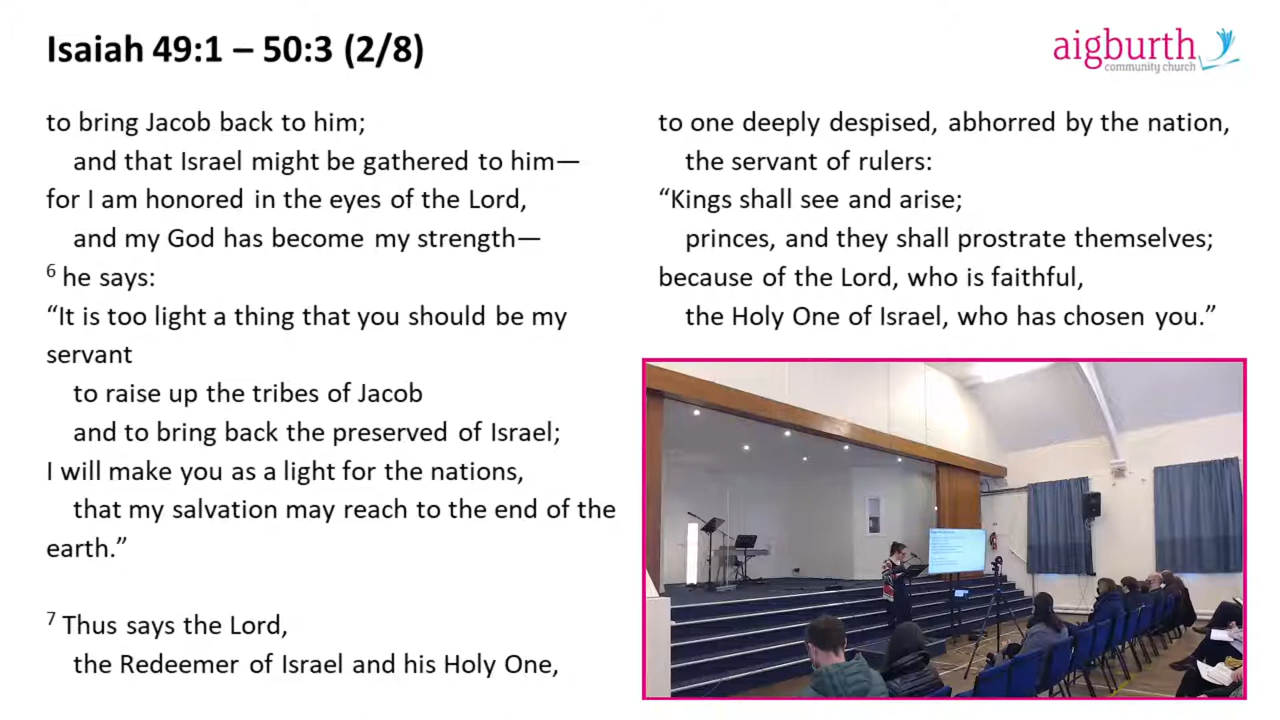 Isaiah 49:1 – 50:3 (2/8)
aigburth
community church
to bring Jacob back to him;
and that Israel might be gathered to him—
for I am honored in the eyes of the Lord,
and my God has become my strength—
6 he says:
“It is too light a thing that you should be my
servant
to raise up the tribes of Jacob
and to bring back the preserved of Israel;
I will make you as a light for the nations,
that my salvation may reach to the end of the
earth.”
7 Thus says the Lord,
the Redeemer of Israel and his Holy One,
to one deeply despised, abhorred by the nation,
the servant of rulers:
“Kings shall see and arise;
princes, and they shall prostrate themselves;
because of the Lord, who is faithful,
the Holy One of Israel, who has chosen you.”